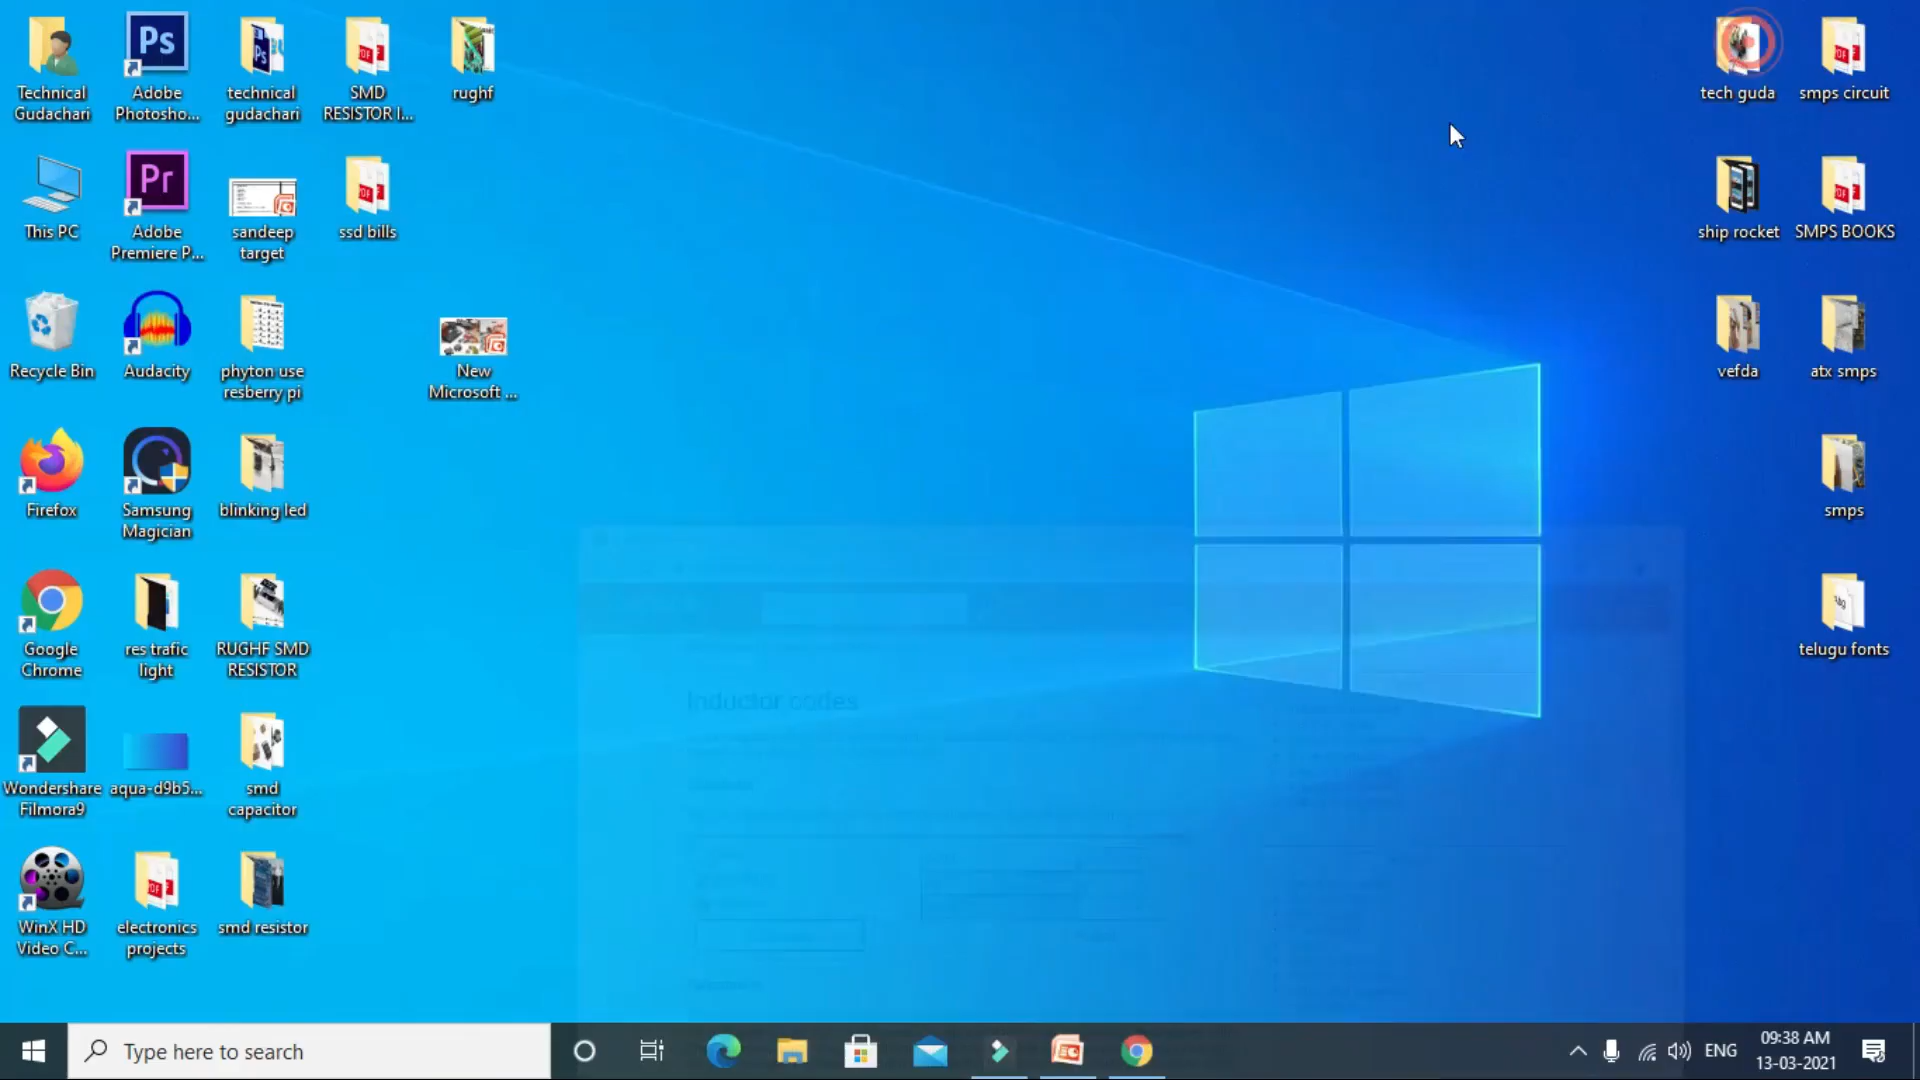 Technical
Gudachari
Ps
Adobe
Photosho...
technical
gudachari
SMD
RESISTOR I...
rughf
tech guda
smps circuit
This PC
Pr
Adobe
Premiere P...
sandeep
target
ssd bills
ship rocket
SMPS BOOKS
Recycle Bin
Audacity
phyton use
resberry pi
New
Microsoft ...
vefda
atx smps
Firefox
Samsung
Magician
blinking led
smps
Google
Chrome
res trafic
light
RUGHF SMD
RESISTOR
telugu fonts
Inductor codes
Wondershare
Filmora9
aqua-d9b5...
smd
capacitor
WinX HD
Video C...
electronics
projects
smd resistor
Type here to search
ENG
09:38 AM
13-03-2021